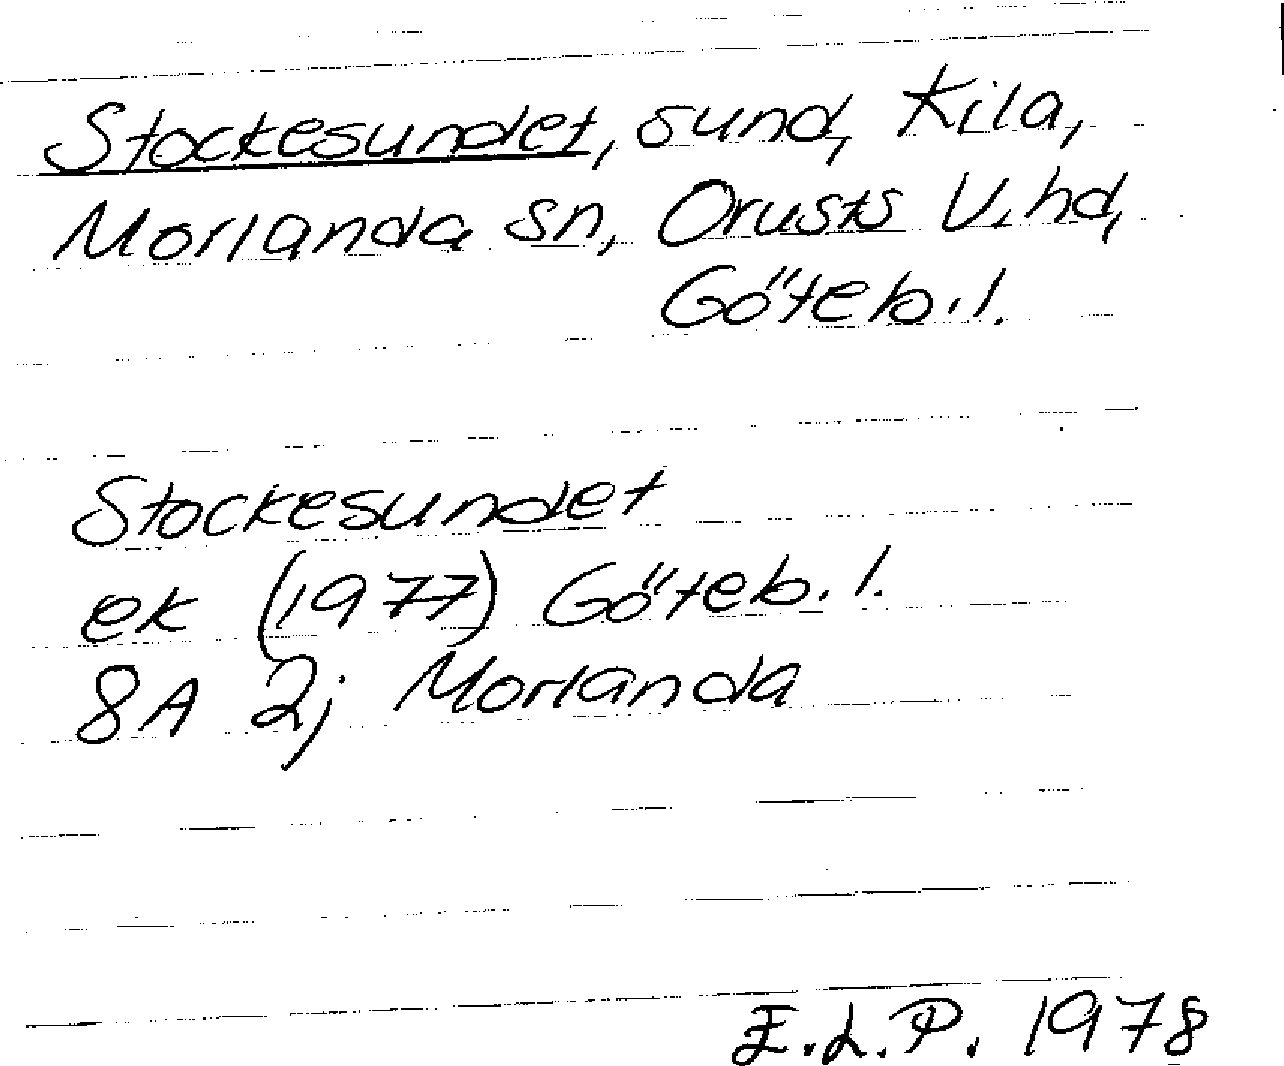 Stockesundet, sund, Kila,
Morlanda sn, Orusts V. hd,
Göteb. l.
Stockesundet
ek (1977) Göteb. l.
8A 2j Morlanda
E.L.P. 1978